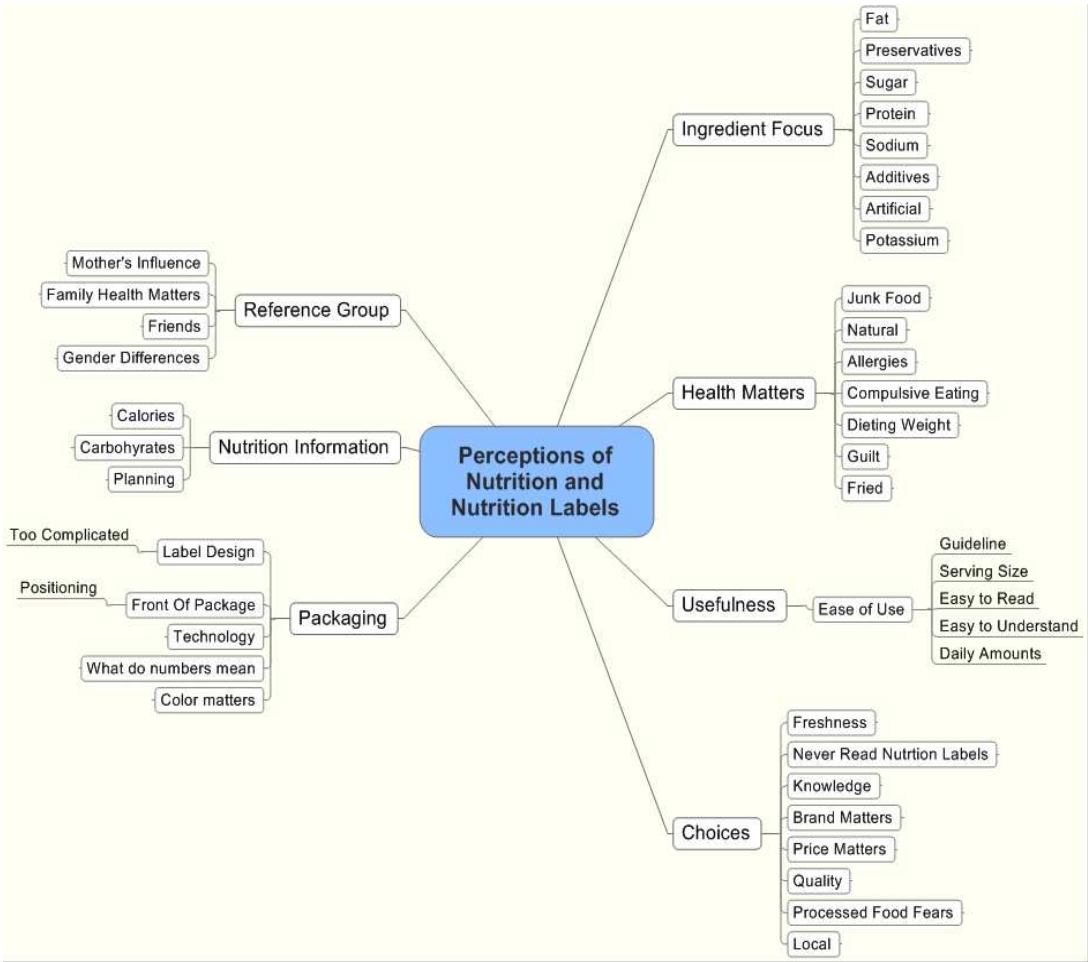 Perceptions of
Nutrition and
Nutrition Labels
Ingredient Focus
Fat
Preservatives
Sugar
Protein
Sodium
Additives
Artificial
Potassium
Health Matters
Junk Food
Natural
Allergies
Compulsive Eating
Dieting Weight
Guilt
Fried
Usefulness
Ease of Use
Guideline
Serving Size
Easy to Read
Easy to Understand
Daily Amounts
Choices
Freshness
Never Read Nutrtion Labels
Knowledge
Brand Matters
Price Matters
Quality
Processed Food Fears
Local
Reference Group
Mother's Influence
Family Health Matters
Friends
Gender Differences
Nutrition Information
Calories
Carbohyrates
Planning
Packaging
Label Design
Too Complicated
Front Of Package
Positioning
Technology
What do numbers mean
Color matters